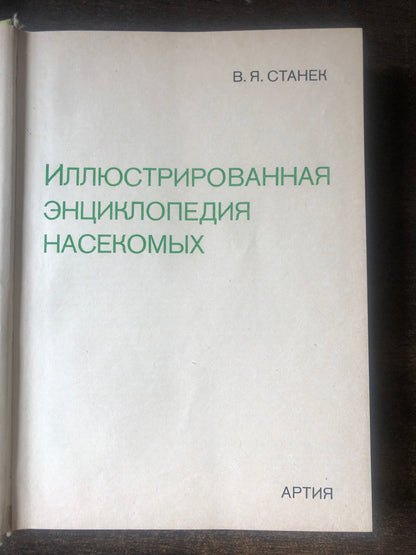 В. Я. СТАНЕК
ИЛЛЮСТРИРОВАННАЯ
ЭНЦИКЛОПЕДИЯ
НАСЕКОМЫХ
АРТИЯ